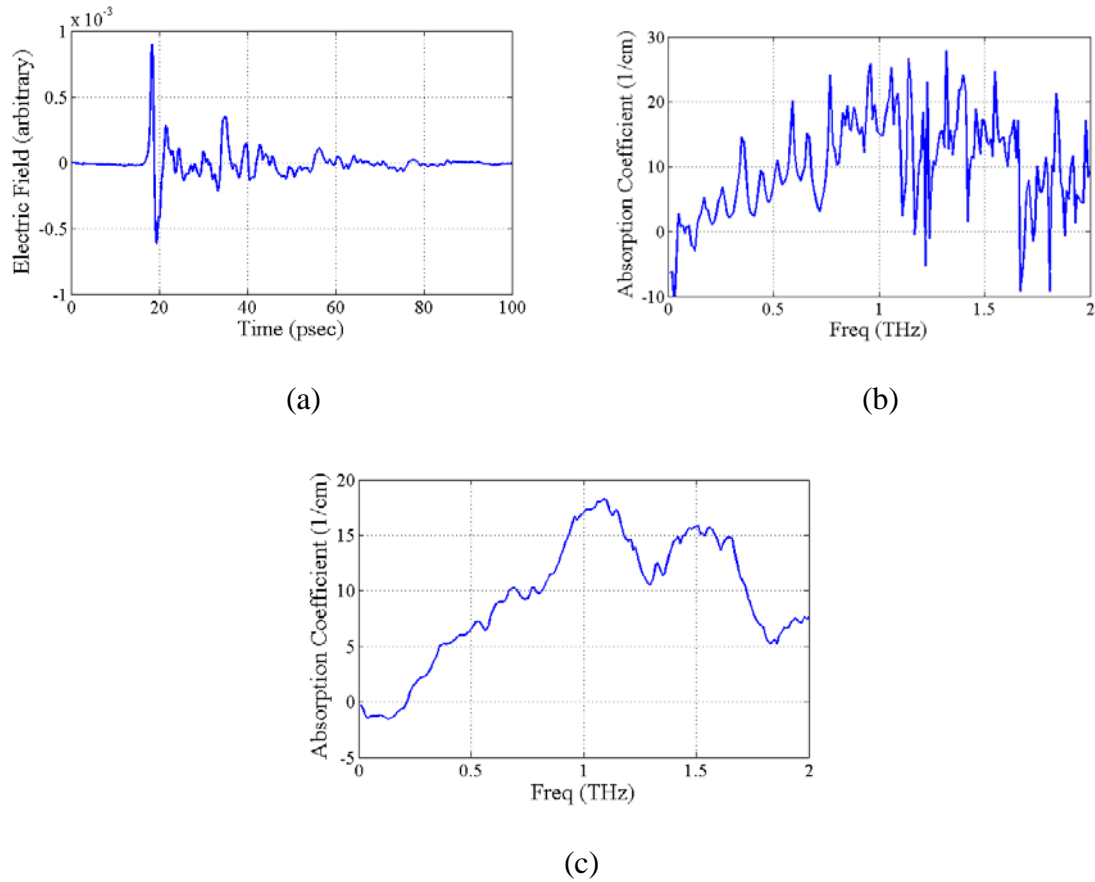 x 10^-3
1
0.5
0
-0.5
-1
Electric Field (arbitrary)
0 20 40 60 80 100
Time (psec)
(a)
30
20
10
0
-10
Absorption Coefficient (1/cm)
0 0.5 1 1.5 2
Freq (THz)
(b)
20
15
10
5
0
-5
Absorption Coefficient (1/cm)
0 0.5 1 1.5 2
Freq (THz)
(c)